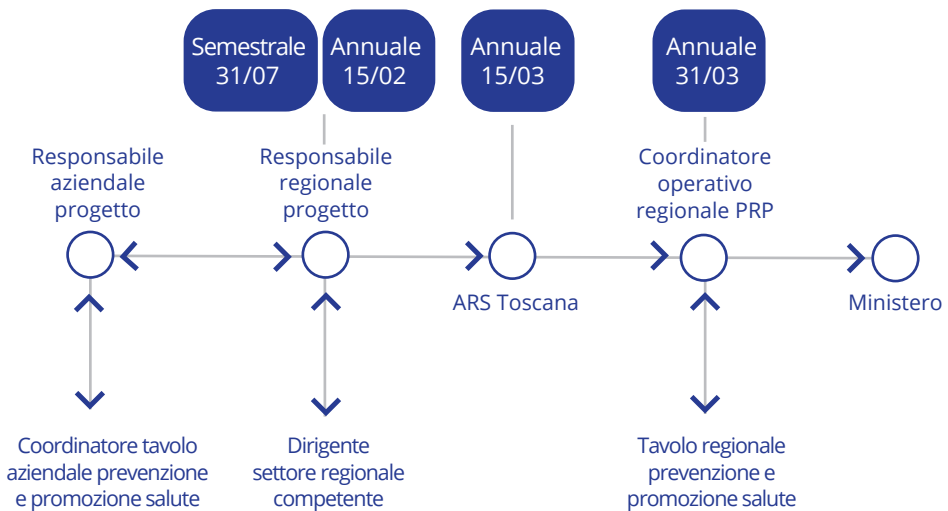 Semestrale
31/07
Annuale
15/02
Annuale
15/03
Annuale
31/03
Responsabile
aziendale
progetto
Responsabile
regionale
progetto
Coordinatore
operativo
regionale PRP
ARS Toscana
Ministero
Coordinatore tavolo
aziendale prevenzione
e promozione salute
Dirigente
settore regionale
competente
Tavolo regionale
prevenzione e
promozione salute